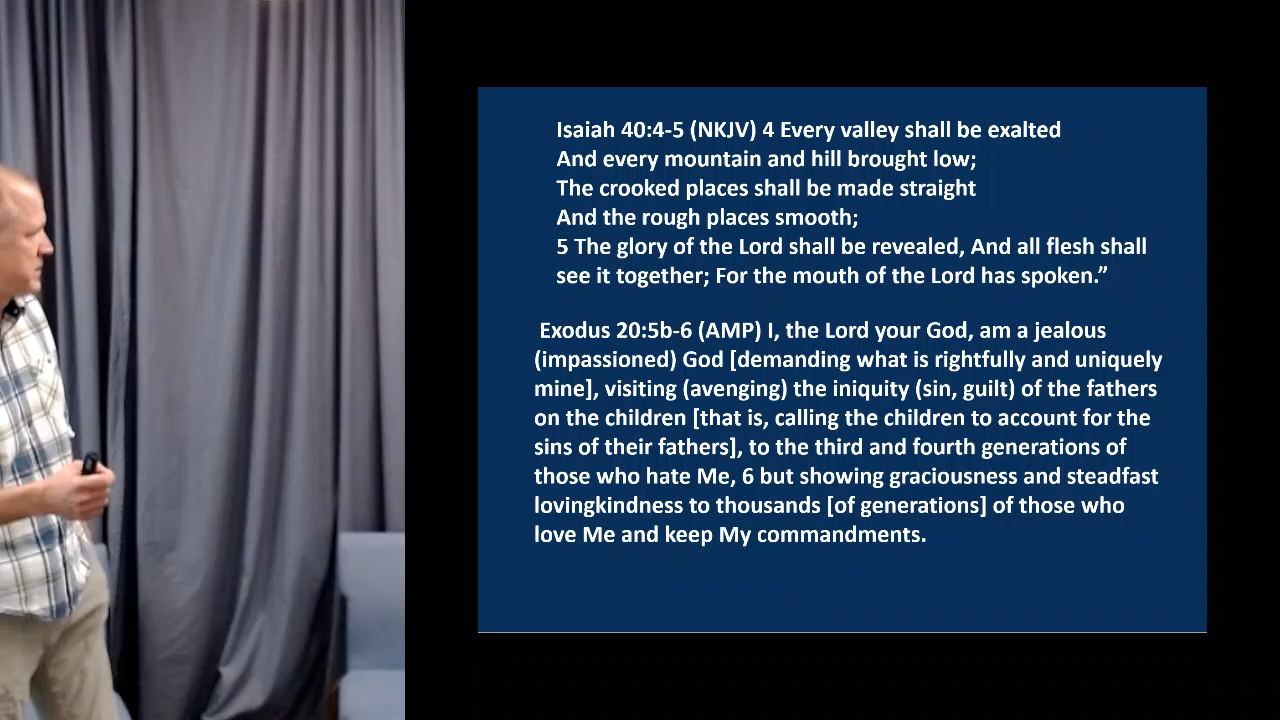 Isaiah 40:4-5 (NKJV) 4 Every valley shall be exalted
And every mountain and hill brought low;
The crooked places shall be made straight
And the rough places smooth;
5 The glory of the Lord shall be revealed, And all flesh shall
see it together; For the mouth of the Lord has spoken.”
Exodus 20:5b-6 (AMP) I, the Lord your God, am a jealous
(impassioned) God [demanding what is rightfully and uniquely
mine], visiting (avenging) the iniquity (sin, guilt) of the fathers
on the children [that is, calling the children to account for the
sins of their fathers], to the third and fourth generations of
those who hate Me, 6 but showing graciousness and steadfast
lovingkindness to thousands [of generations] of those who
love Me and keep My commandments.